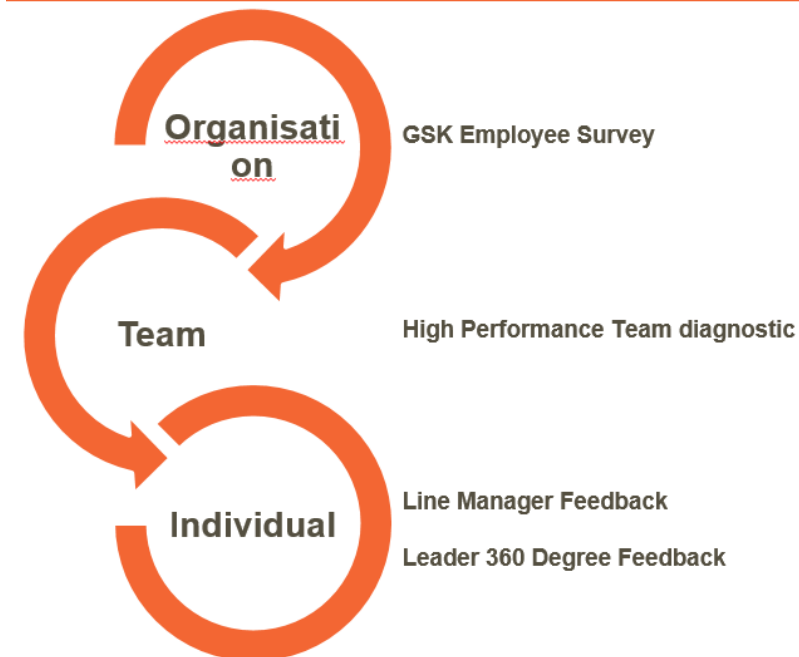 Organisati
on
GSK Employee Survey
Team
High Performance Team diagnostic
Individual
Line Manager Feedback
Leader 360 Degree Feedback